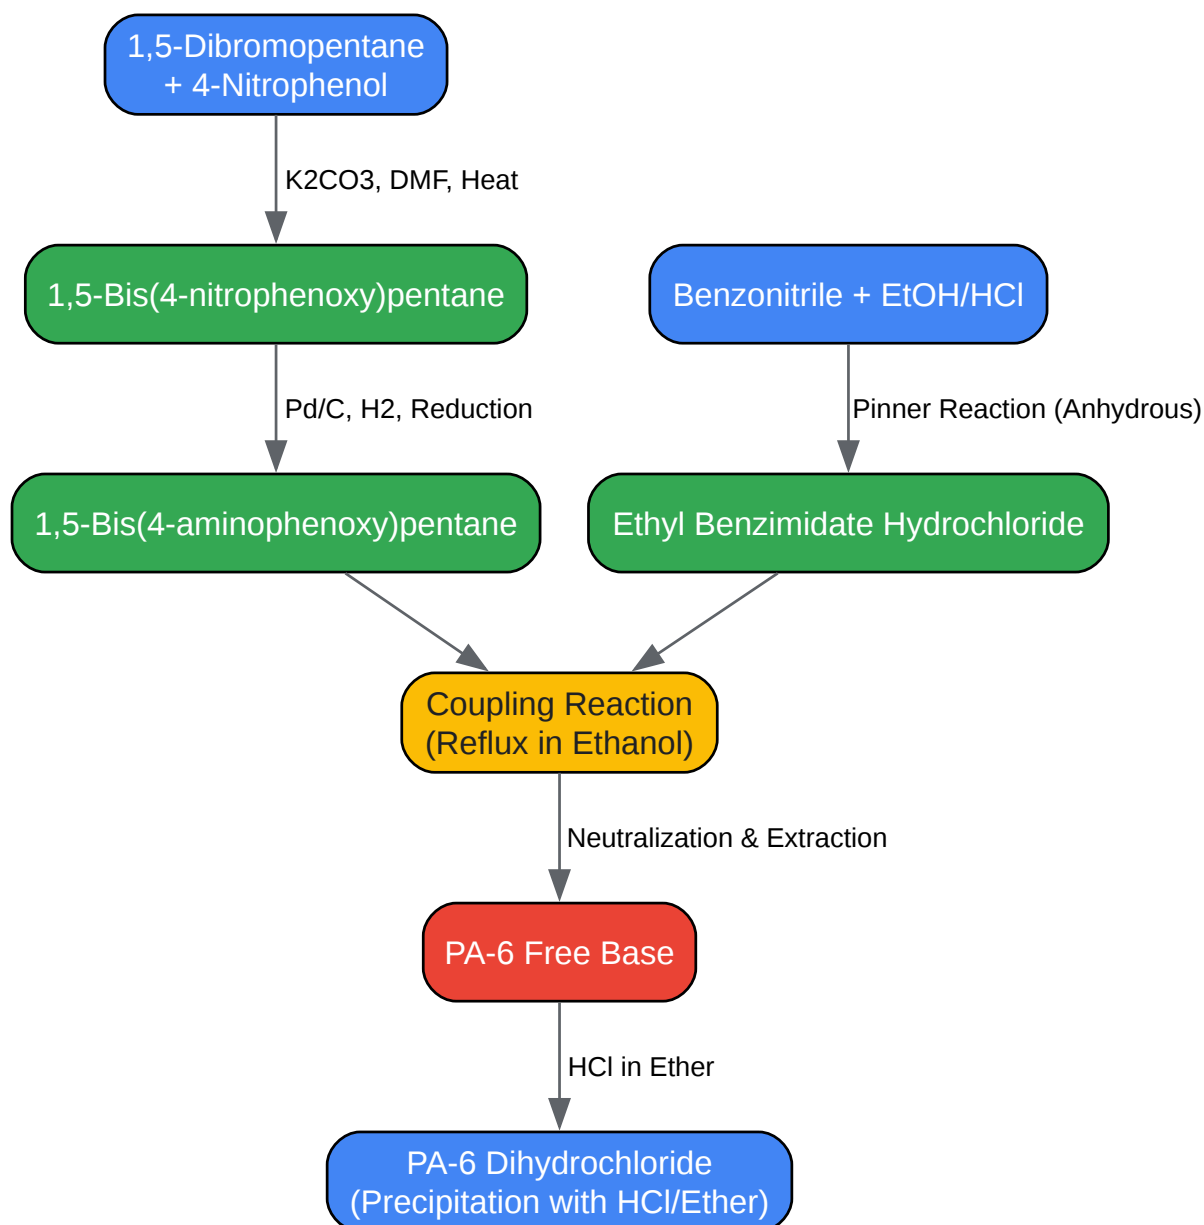 1,5-Dibromopentane
+ 4-Nitrophenol
K2CO3, DMF, Heat
1,5-Bis(4-nitrophenoxy)pentane
Benzonitrile + EtOH/HCl
Pd/C, H2, Reduction
Pinner Reaction (Anhydrous)
1,5-Bis(4-aminophenoxy)pentane
Ethyl Benzimidate Hydrochloride
Coupling Reaction
(Reflux in Ethanol)
Neutralization & Extraction
PA-6 Free Base
HCl in Ether
PA-6 Dihydrochloride
(Precipitation with HCl/Ether)